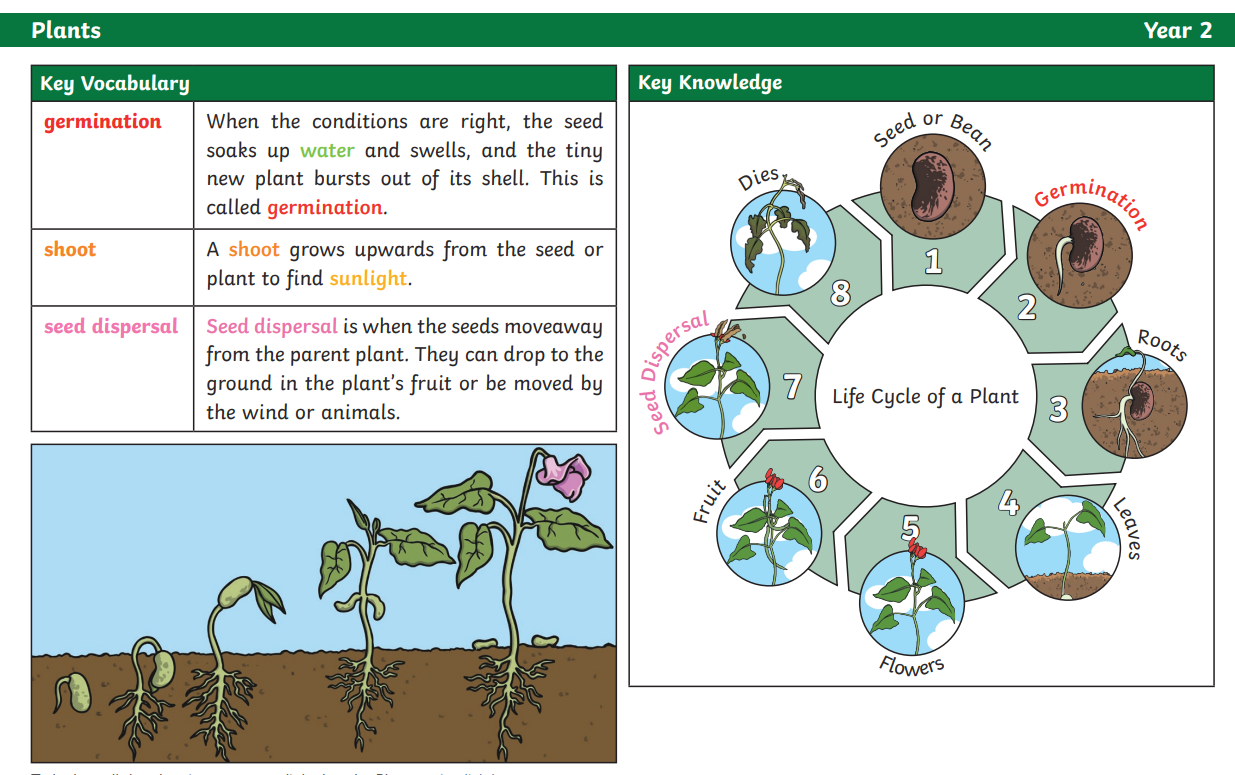 Plants
Year 2
Key Vocabulary
germination
When the conditions are right, the seed
soaks up water and swells, and the tiny
new plant bursts out of its shell. This is
called germination.
shoot
A shoot grows upwards from the seed or
plant to find sunlight.
seed dispersal
Seed dispersal is when the seeds moveaway
from the parent plant. They can drop to the
ground in the plant's fruit or be moved by
the wind or animals.
Key Knowledge
Seed or Bean
Germination
Roots
Leaves
Flowers
Fruit
Seed Dispersal
Dies
1
2
3
4
5
6
7
8
Life Cycle of a Plant